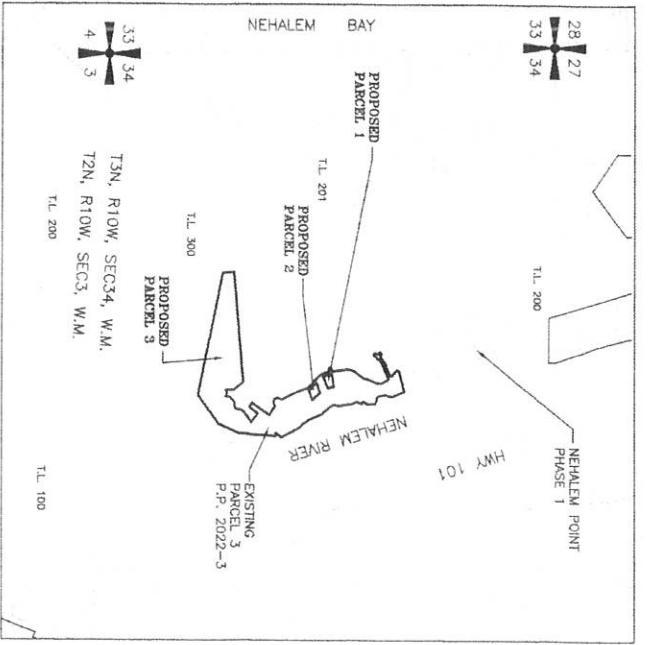 NEHALEM BAY
28 27
33 34
33 34
4 3
PROPOSED
PARCEL 1
T.L. 201
PROPOSED
PARCEL 2
T.L. 200
NEHALEM POINT
PHASE 1
HWY 101
NEHALEM RIVER
T.L. 300
PROPOSED
PARCEL 3
EXISTING
PARCEL 3
P.P. 2022-3
T3N, R10W, SEC34, W.M.
T2N, R10W, SEC3, W.M.
T.L. 200
T.L. 100